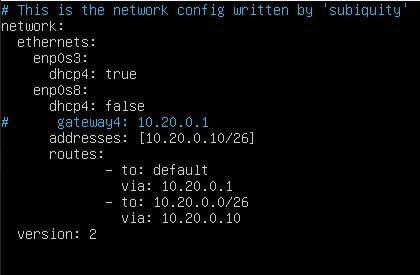 # This is the network config written by 'subiquity'
network:
  ethernets:
    enp0s3:
      dhcp4: true
    enp0s8:
      dhcp4: false
#      gateway4: 10.20.0.1
      addresses: [10.20.0.10/26]
      routes:
             - to: default
               via: 10.20.0.1
             - to: 10.20.0.0/26
               via: 10.20.0.10
  version: 2